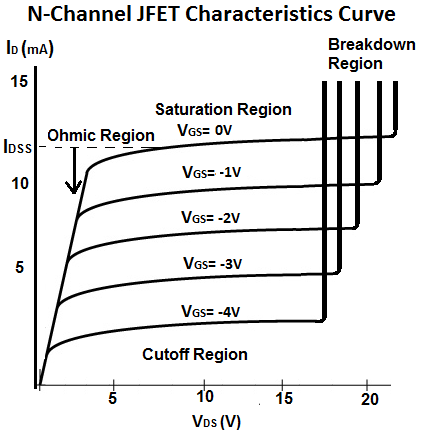 N-Channel JFET Characteristics Curve
ID (mA)
Breakdown
Region
15
Saturation Region
IDSS
Ohmic Region
VGS= 0V
10
VGS= -1V
VGS= -2V
5
VGS= -3V
VGS= -4V
Cutoff Region
5
10
15
20
VDS (V)